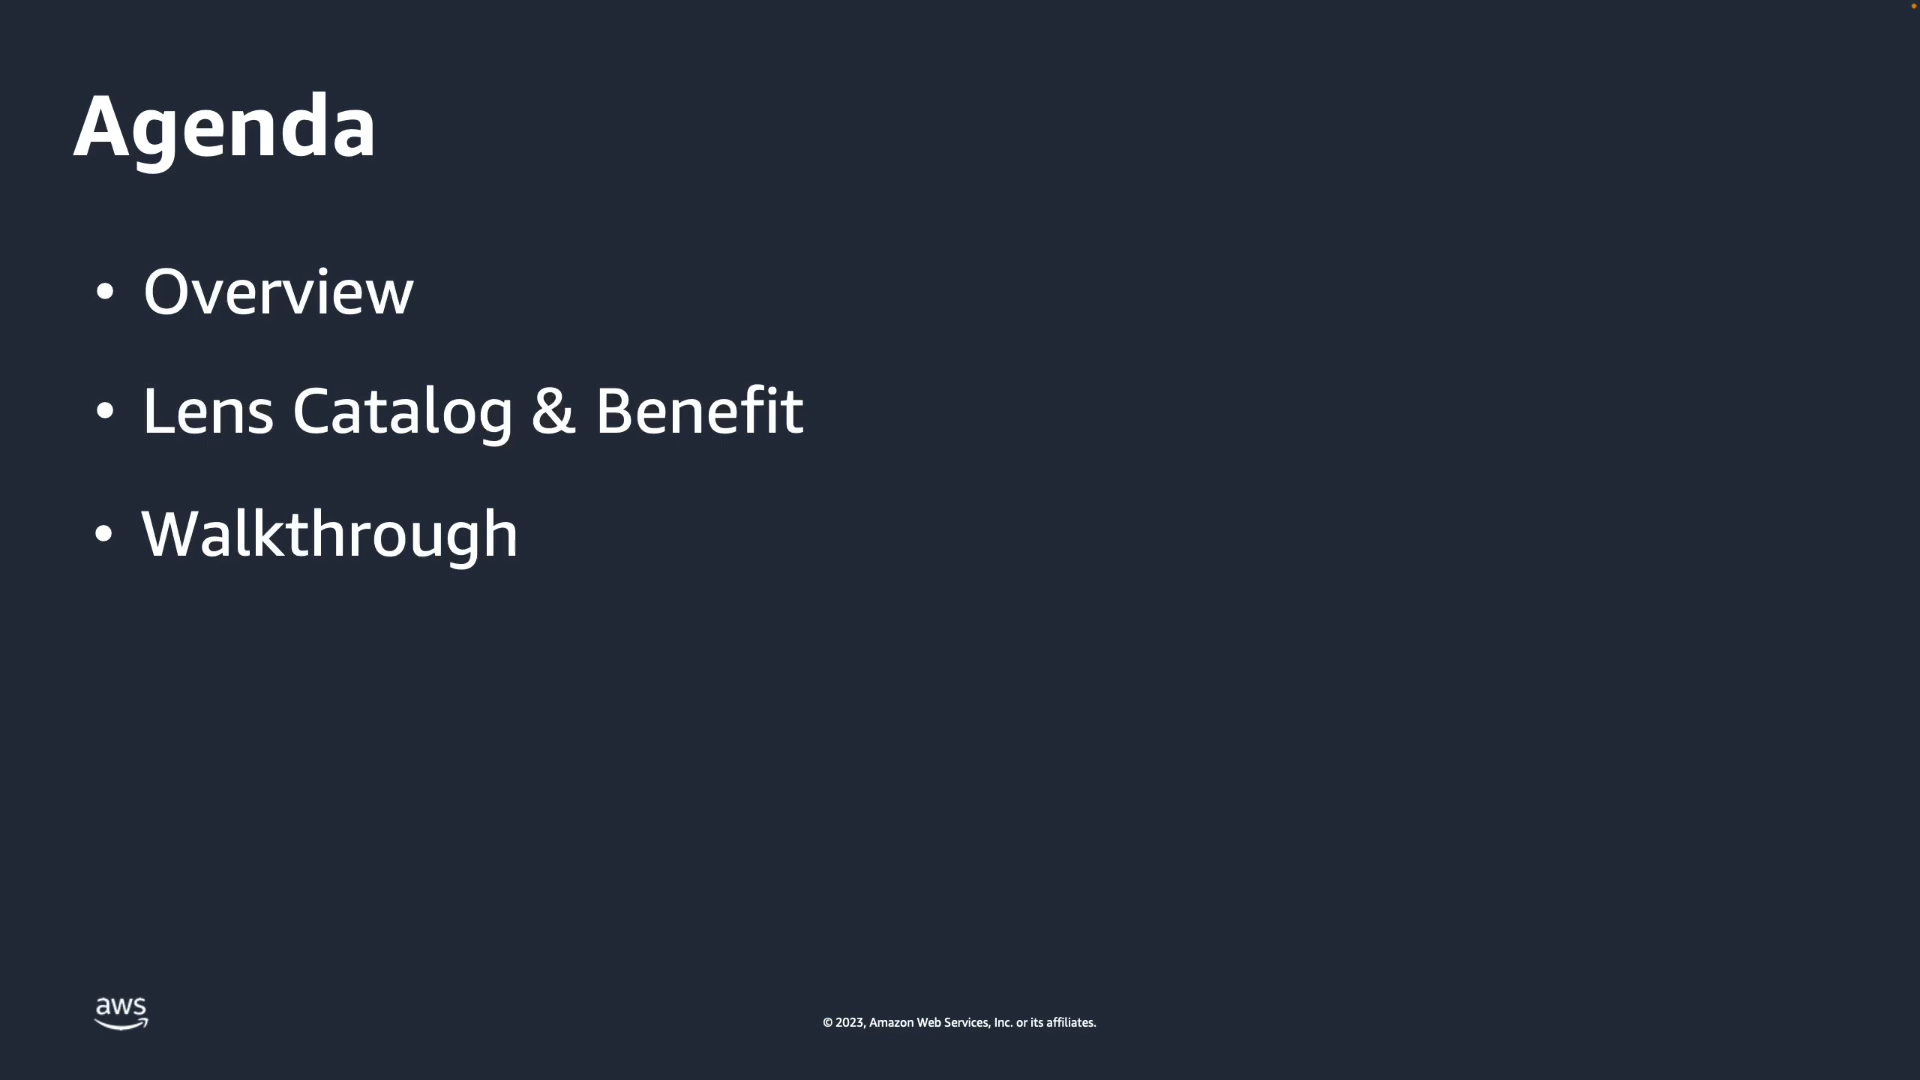 Agenda
• Overview
• Lens Catalog & Benefit
• Walkthrough
aws
© 2023, Amazon Web Services, Inc. or its affiliates.